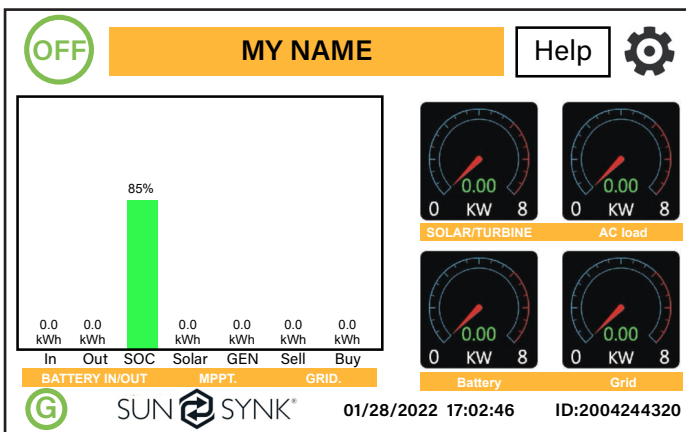 OFF
MY NAME
Help
85%
0.0 0.0 0.0 0.0 0.0 0.0
kWh kWh kWh kWh kWh kWh
In Out SOC Solar GEN Sell Buy
BATTERY IN/OUT MPPT. GRID.
0.00
0 KW 8
SOLAR/TURBINE
0.00
0 KW 8
AC load
0.00
0 KW 8
Battery
0.00
0 KW 8
Grid
G
SUN SYNK®
01/28/2022 17:02:46
ID:2004244320